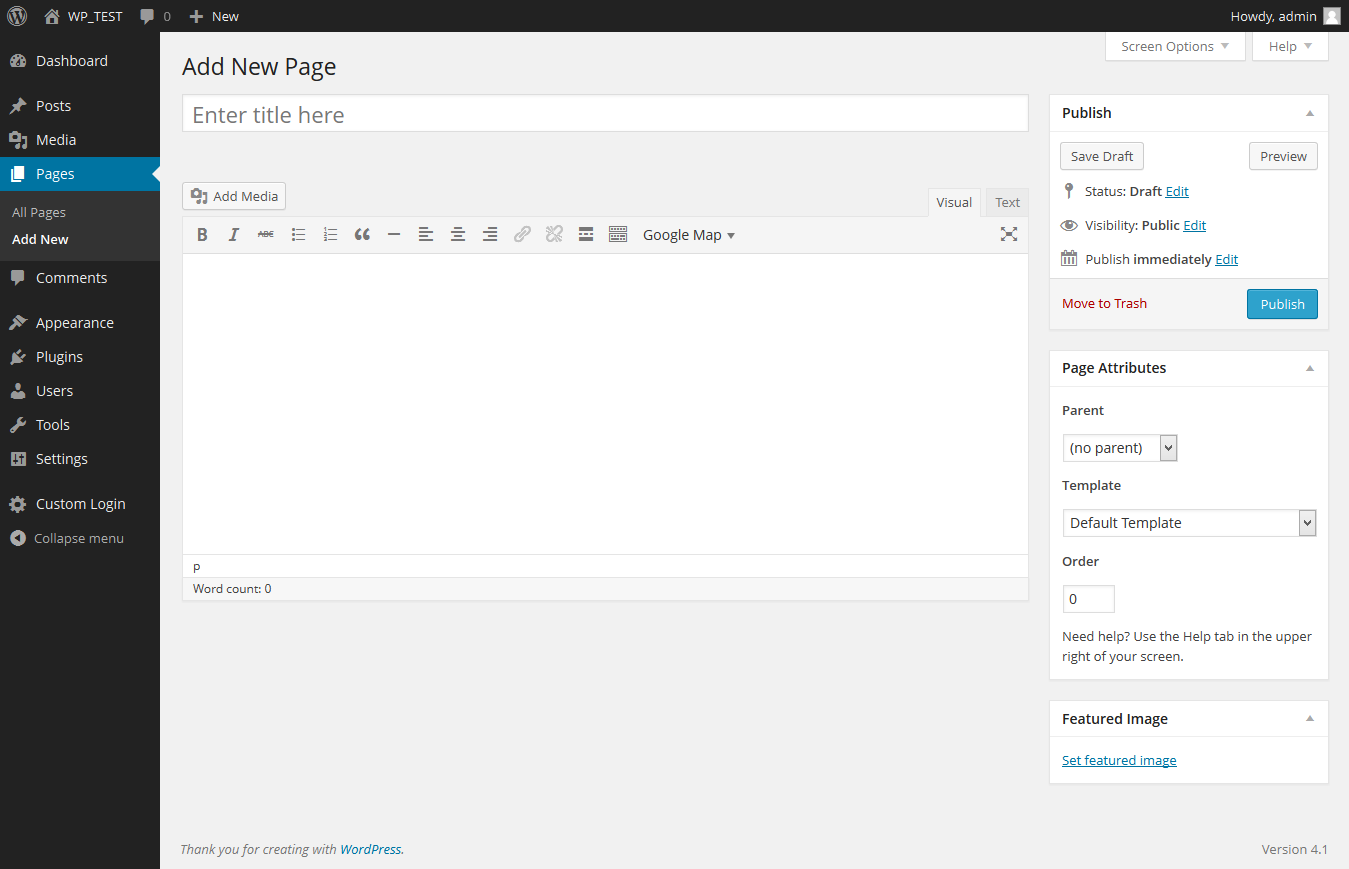 WP_TEST 0 New Howdy, admin
Dashboard
Posts
Media
Pages
All Pages
Add New
Comments
Appearance
Plugins
Users
Tools
Settings
Custom Login
Collapse menu
Screen Options Help
Add New Page
Enter title here
Add Media
Visual Text
B I ABC Google Map
p
Word count: 0
Publish
Save Draft Preview
Status: Draft Edit
Visibility: Public Edit
Publish immediately Edit
Move to Trash Publish
Page Attributes
Parent
(no parent)
Template
Default Template
Order
0
Need help? Use the Help tab in the upper
right of your screen.
Featured Image
Set featured image
Thank you for creating with WordPress. Version 4.1